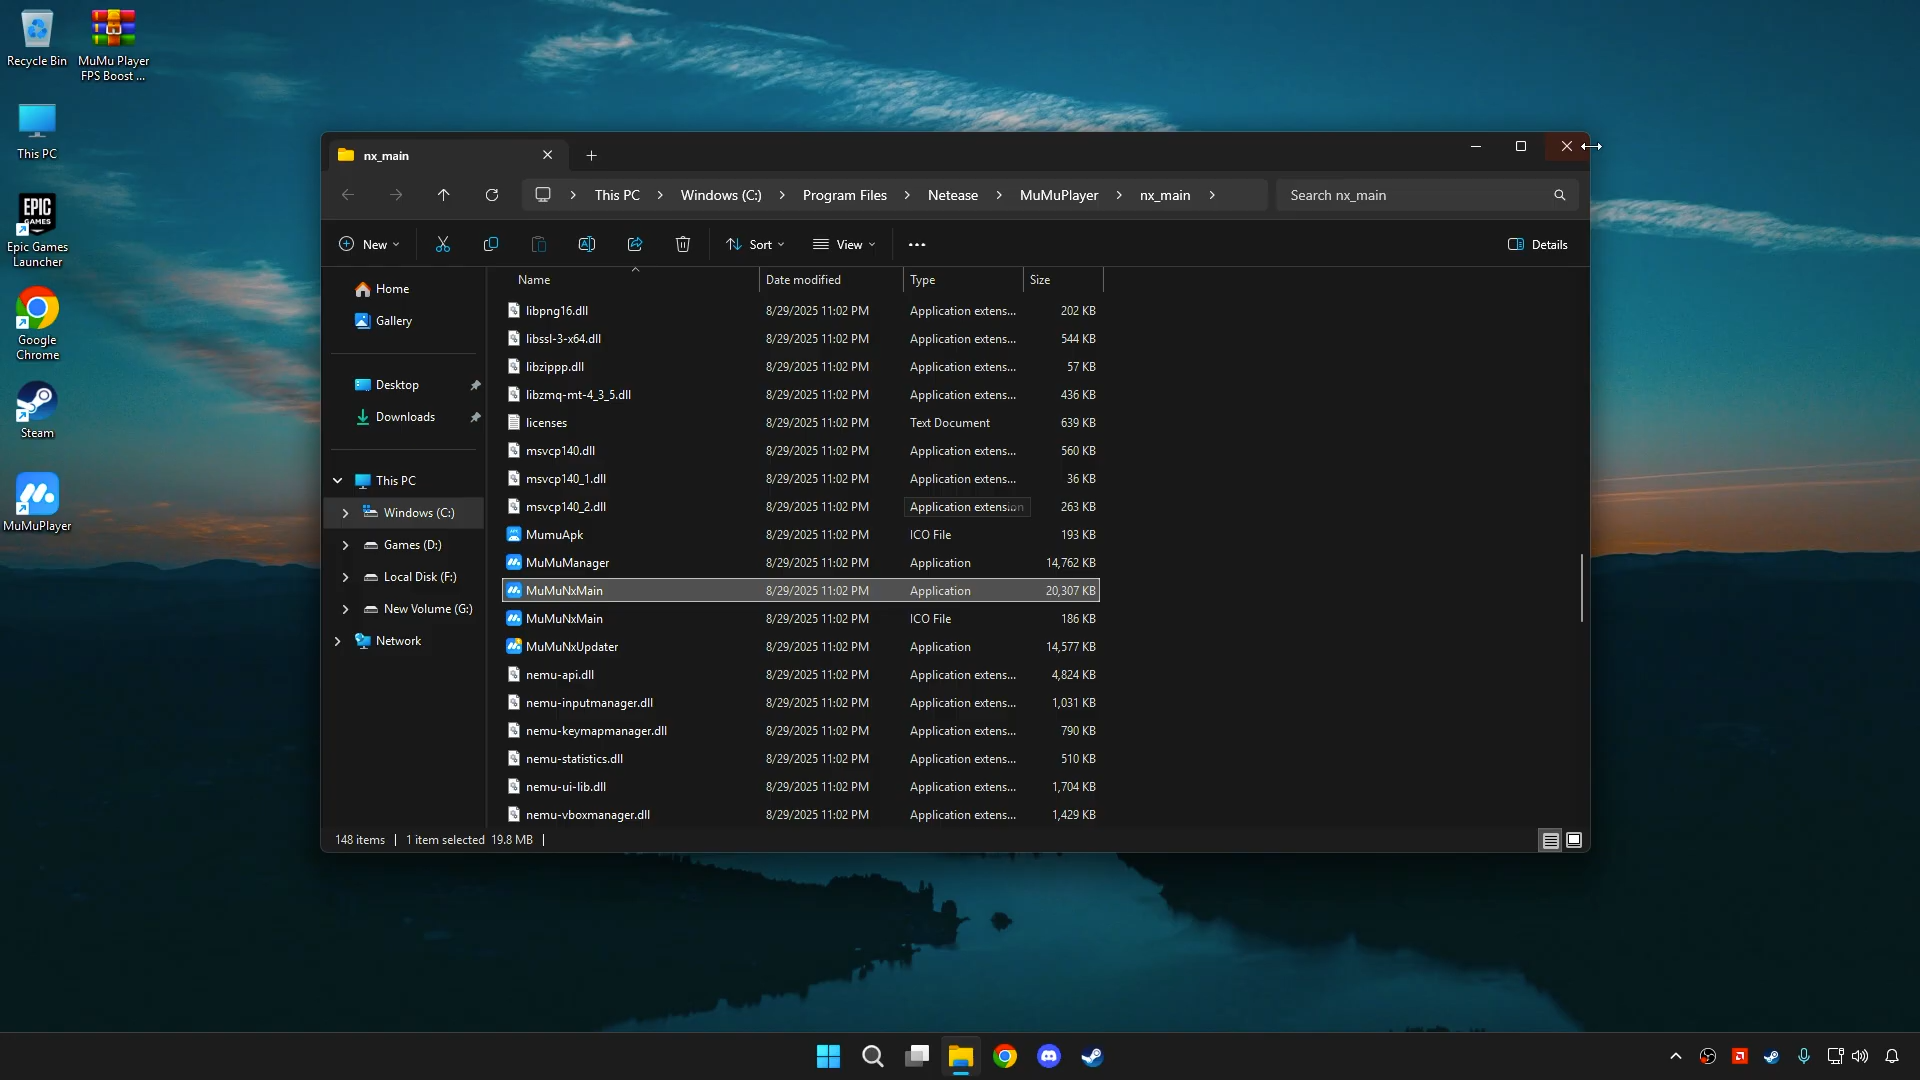 Recycle Bin
MuMu Player
FPS Boost ...
This PC
EPIC
GAMES
Epic Games
Launcher
Google
Chrome
Steam
MuMuPlayer
nx_main
This PC
Windows (C:)
Program Files
Netease
MuMuPlayer
nx_main
Search nx_main
New
Sort
View
Details
Home
Gallery
Desktop
Downloads
This PC
Windows (C:)
Games (D:)
Local Disk (F:)
New Volume (G:)
Network
Name Date modified Type Size
libpng16.dll 8/29/2025 11:02 PM Application extens... 202 KB
libssl-3-x64.dll 8/29/2025 11:02 PM Application extens... 544 KB
libzippp.dll 8/29/2025 11:02 PM Application extens... 57 KB
libzmq-mt-4_3_5.dll 8/29/2025 11:02 PM Application extens... 436 KB
licenses 8/29/2025 11:02 PM Text Document 639 KB
msvcp140.dll 8/29/2025 11:02 PM Application extens... 560 KB
msvcp140_1.dll 8/29/2025 11:02 PM Application extens... 36 KB
msvcp140_2.dll 8/29/2025 11:02 PM Application extension 263 KB
MumuApk 8/29/2025 11:02 PM ICO File 193 KB
MuMuManager 8/29/2025 11:02 PM Application 14,762 KB
MuMuNxMain 8/29/2025 11:02 PM Application 20,307 KB
MuMuNxMain 8/29/2025 11:02 PM ICO File 186 KB
MuMuNxUpdater 8/29/2025 11:02 PM Application 14,577 KB
nemu-api.dll 8/29/2025 11:02 PM Application extens... 4,824 KB
nemu-inputmanager.dll 8/29/2025 11:02 PM Application extens... 1,031 KB
nemu-keymapmanager.dll 8/29/2025 11:02 PM Application extens... 790 KB
nemu-statistics.dll 8/29/2025 11:02 PM Application extens... 510 KB
nemu-ui-lib.dll 8/29/2025 11:02 PM Application extens... 1,704 KB
nemu-vboxmanager.dll 8/29/2025 11:02 PM Application extens... 1,429 KB
148 items 1 item selected 19.8 MB